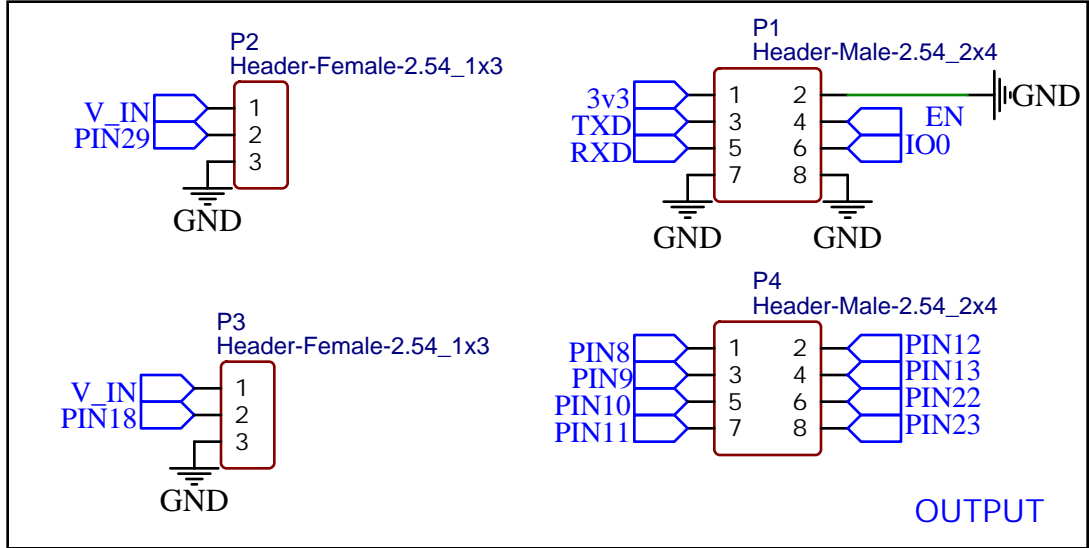 P2
Header-Female-2.54_1x3
V_IN 1
PIN29 2
3
GND
P1
Header-Male-2.54_2x4
3v3 1 2 GND
TXD 3 4 EN
RXD 5 6 IO0
7 8
GND GND
P3
Header-Female-2.54_1x3
V_IN 1
PIN18 2
3
GND
P4
Header-Male-2.54_2x4
PIN8 1 2 PIN12
PIN9 3 4 PIN13
PIN10 5 6 PIN22
PIN11 7 8 PIN23
OUTPUT